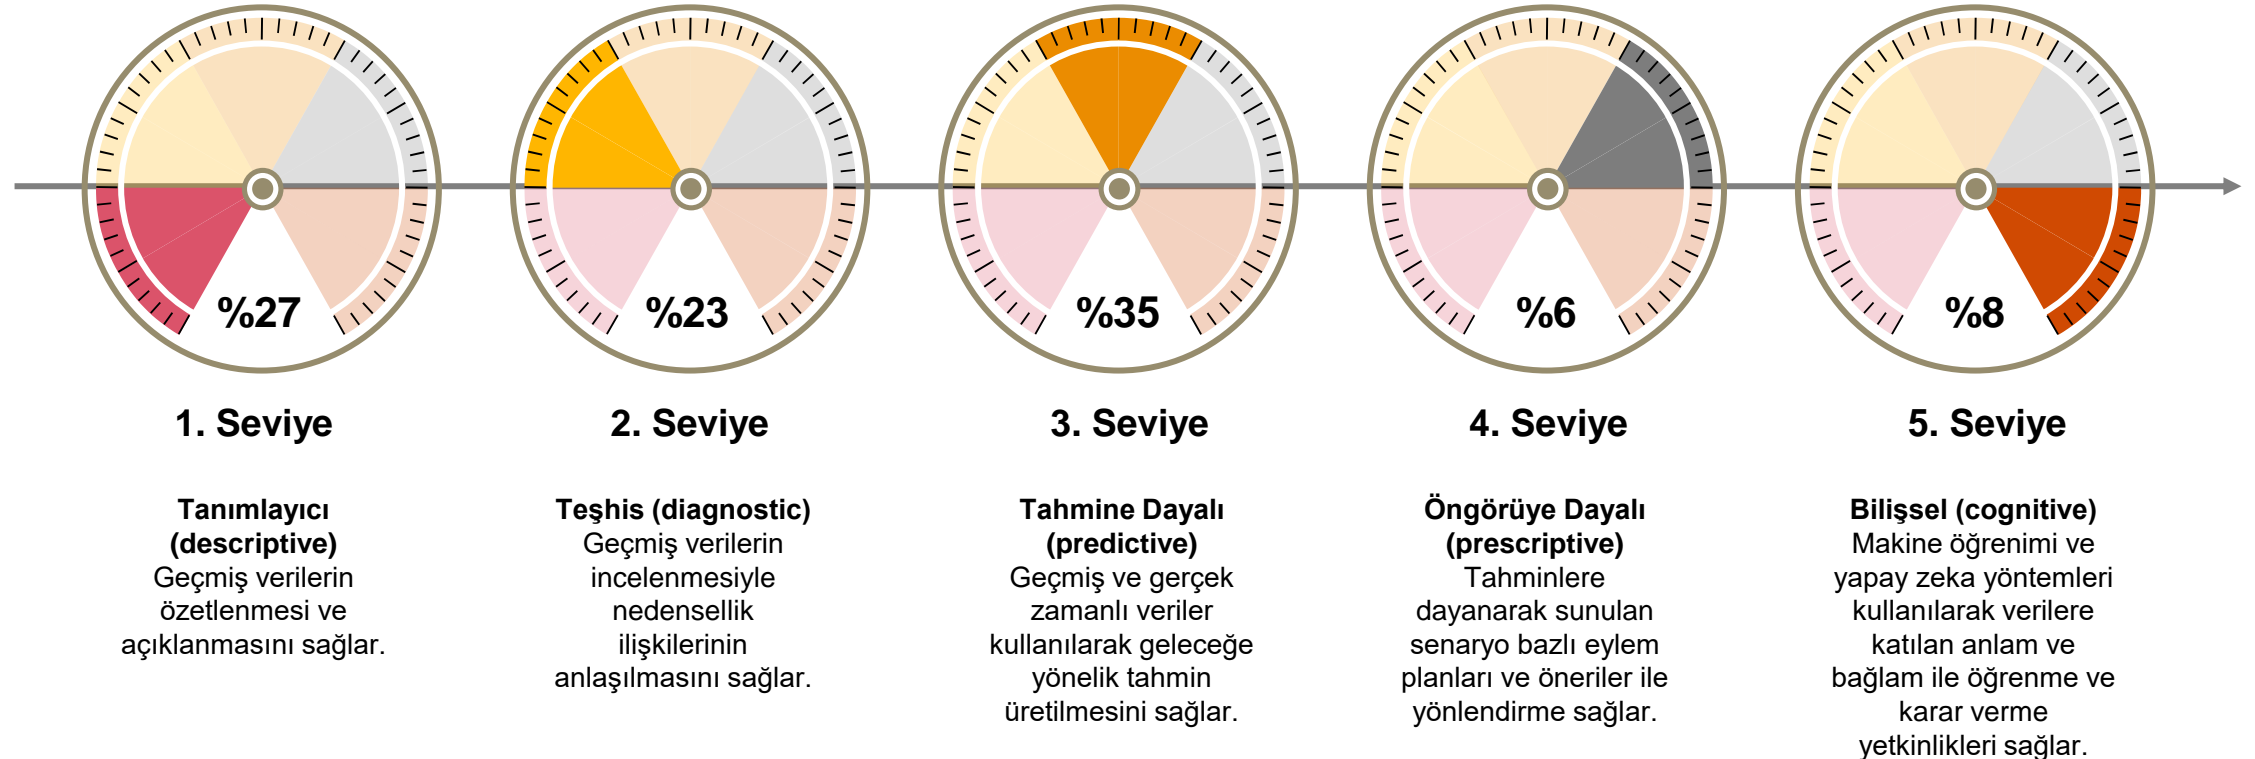 %27
%23
%35
%6
%8
1. Seviye
2. Seviye
3. Seviye
4. Seviye
5. Seviye
Tanımlayıcı
(descriptive)
Geçmiş verilerin
özetlenmesi ve
açıklanmasını sağlar.
Teşhis (diagnostic)
Geçmiş verilerin
incelenmesiyle
nedensellik
ilişkilerinin
anlaşılmasını sağlar.
Tahmine Dayalı
(predictive)
Geçmiş ve gerçek
zamanlı veriler
kullanılarak geleceğe
yönelik tahmin
üretilmesini sağlar.
Öngörüye Dayalı
(prescriptive)
Tahminlere
dayanarak sunulan
senaryo bazlı eylem
planları ve öneriler ile
yönlendirme sağlar.
Bilişsel (cognitive)
Makine öğrenimi ve
yapay zeka yöntemleri
kullanılarak verilere
katılan anlam ve
bağlam ile öğrenme ve
karar verme
yetkinlikleri sağlar.